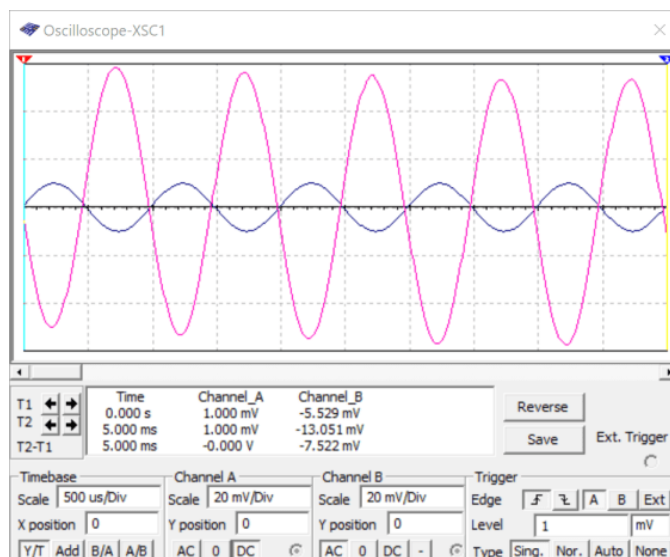 Oscilloscope-XSC1
Time Channel_A Channel_B
T1 0.000 s 1.000 mV -5.529 mV
T2 5.000 ms 1.000 mV -13.051 mV
T2-T1 5.000 ms -0.000 V -7.522 mV
Reverse
Save
Ext. Trigger
Timebase Channel A Channel B Trigger
Scale 500 us/Div Scale 20 mV/Div Scale 20 mV/Div Edge A B Ext
X position 0 Y position 0 Y position 0 Level 1 mV
Y/T Add B/A A/B AC 0 DC AC 0 DC - Type Sing. Nor. Auto None